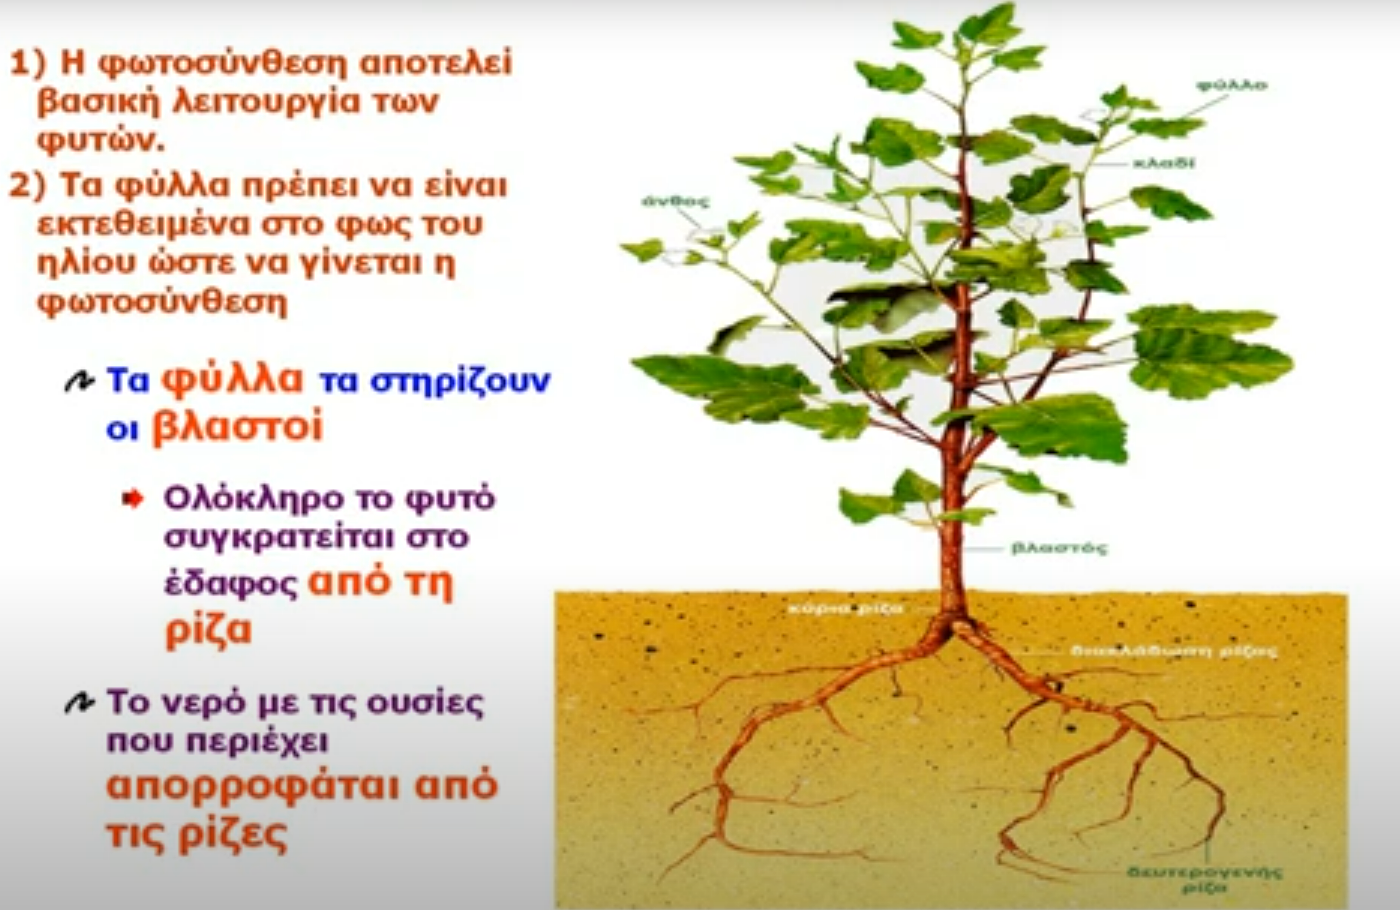 1) Η φωτοσύνθεση αποτελεί
βασική λειτουργία των
φυτών.
2) Τα φύλλα πρέπει να είναι
εκτεθειμένα στο φως του
ηλίου ώστε να γίνεται η
φωτοσύνθεση
Τα φύλλα τα στηρίζουν
οι βλαστοί
Ολόκληρο το φυτό
συγκρατείται στο
έδαφος από τη
ρίζα
Το νερό με τις ουσίες
που περιέχει
απορροφάται από
τις ρίζες
φύλλο
κλαδί
άνθος
βλαστός
κύρια ρίζα
διακλάδωση ρίζας
δευτερογενής
ρίζα